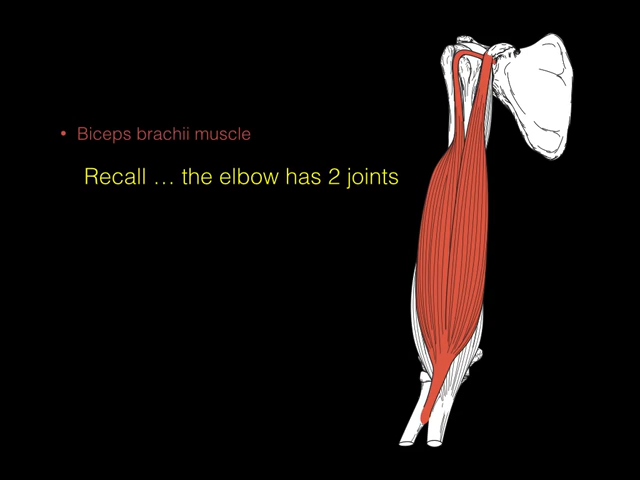 • Biceps brachii muscle
Recall … the elbow has 2 joints